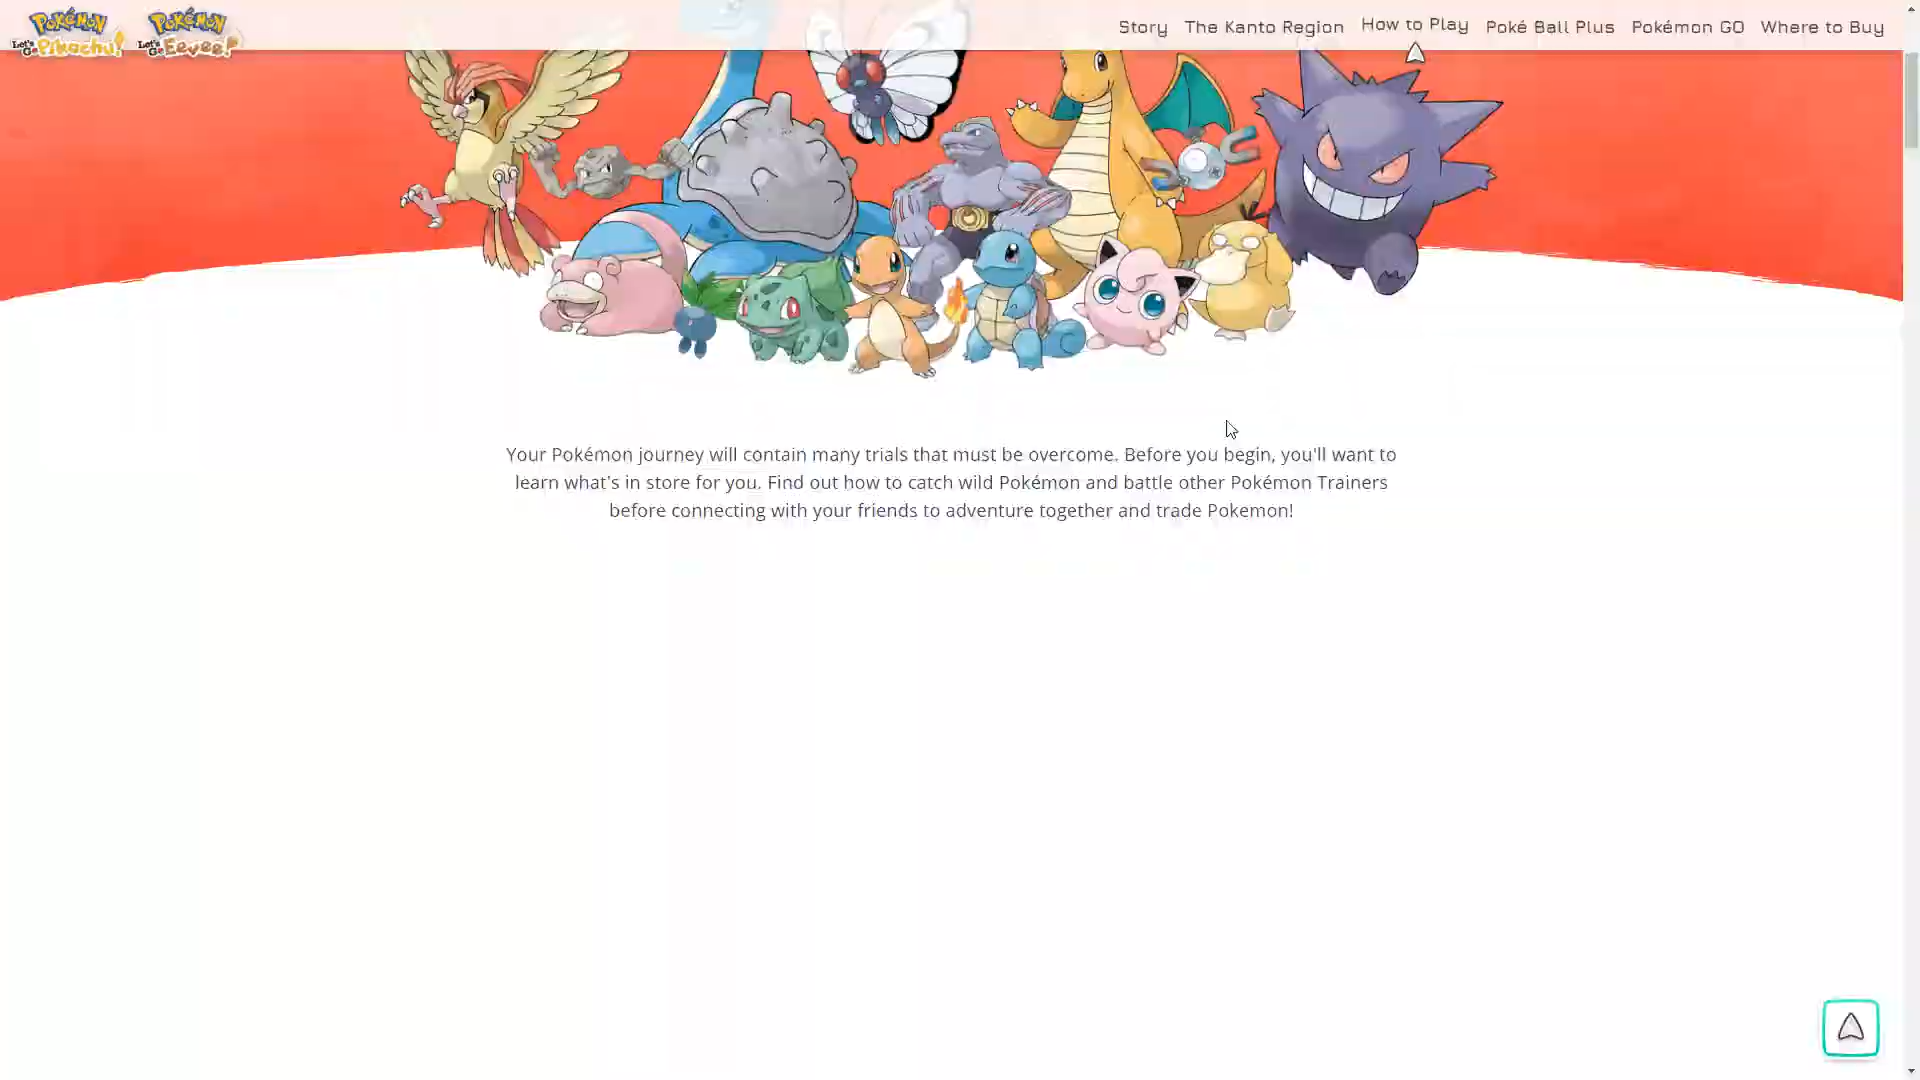 POKÉMON Let's Go Pikachu! POKÉMON Let's Go Eevee! Story The Kanto Region How to Play Poké Ball Plus Pokémon GO Where to Buy
Your Pokémon journey will contain many trials that must be overcome. Before you begin, you'll want to
learn what's in store for you. Find out how to catch wild Pokémon and battle other Pokémon Trainers
before connecting with your friends to adventure together and trade Pokemon!